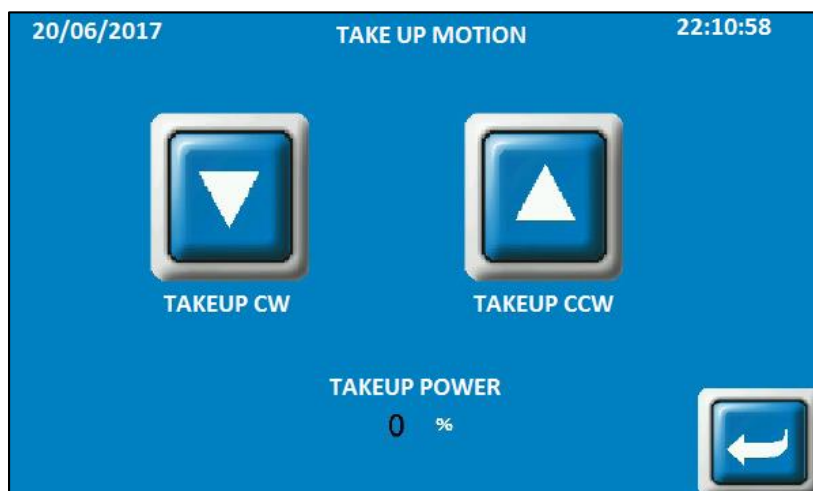 20/06/2017 TAKE UP MOTION 22:10:58
TAKEUP CW TAKEUP CCW
TAKEUP POWER
0 %